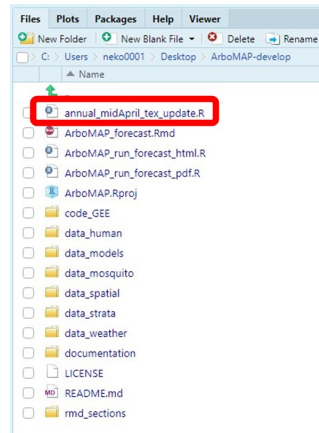 Files Plots Packages Help Viewer
New Folder New Blank File Delete Rename
C: > Users > neko0001 > Desktop > ArboMAP-develop
Name
..
annual_midApril_tex_update.R
ArboMAP_forecast.Rmd
ArboMAP_run_forecast_html.R
ArboMAP_run_forecast_pdf.R
ArboMAP.Rproj
code_GEE
data_human
data_models
data_mosquito
data_spatial
data_strata
data_weather
documentation
LICENSE
README.md
rmd_sections